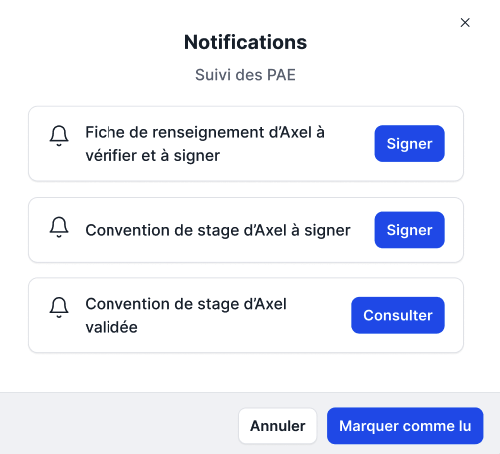 Notifications
Suivi des PAE
Fiche de renseignement d’Axel à
vérifier et à signer
Signer
Convention de stage d’Axel à signer
Signer
Convention de stage d’Axel
validée
Consulter
Annuler
Marquer comme lu